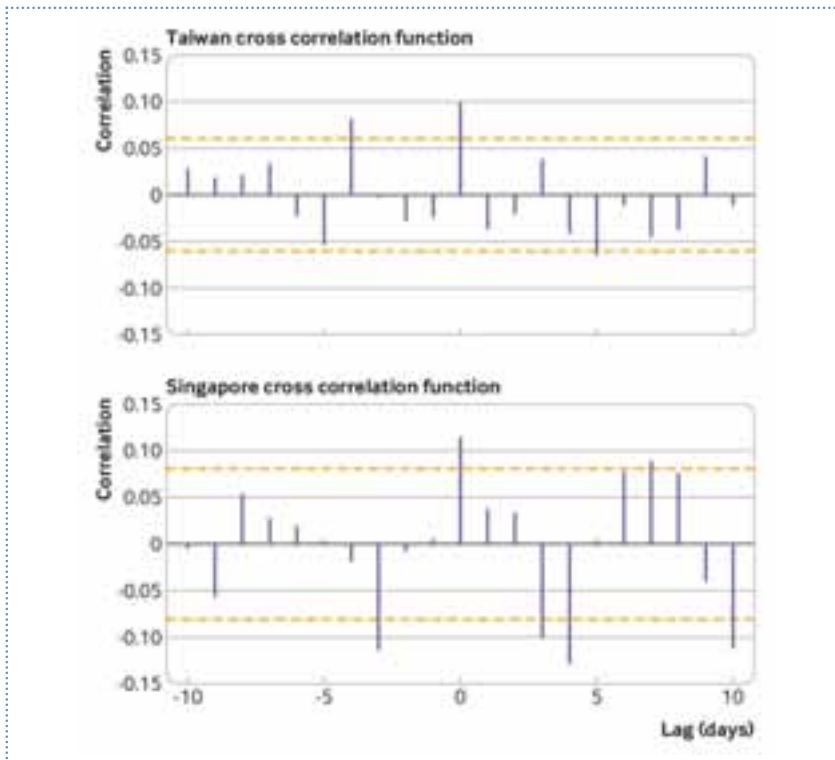 Taiwan cross correlation function
Correlation
0.15
0.10
0.05
0
-0.05
-0.10
-0.15
Singapore cross correlation function
Correlation
0.15
0.10
0.05
0
-0.05
-0.10
-0.15
-10 -5 0 5 10
Lag (days)